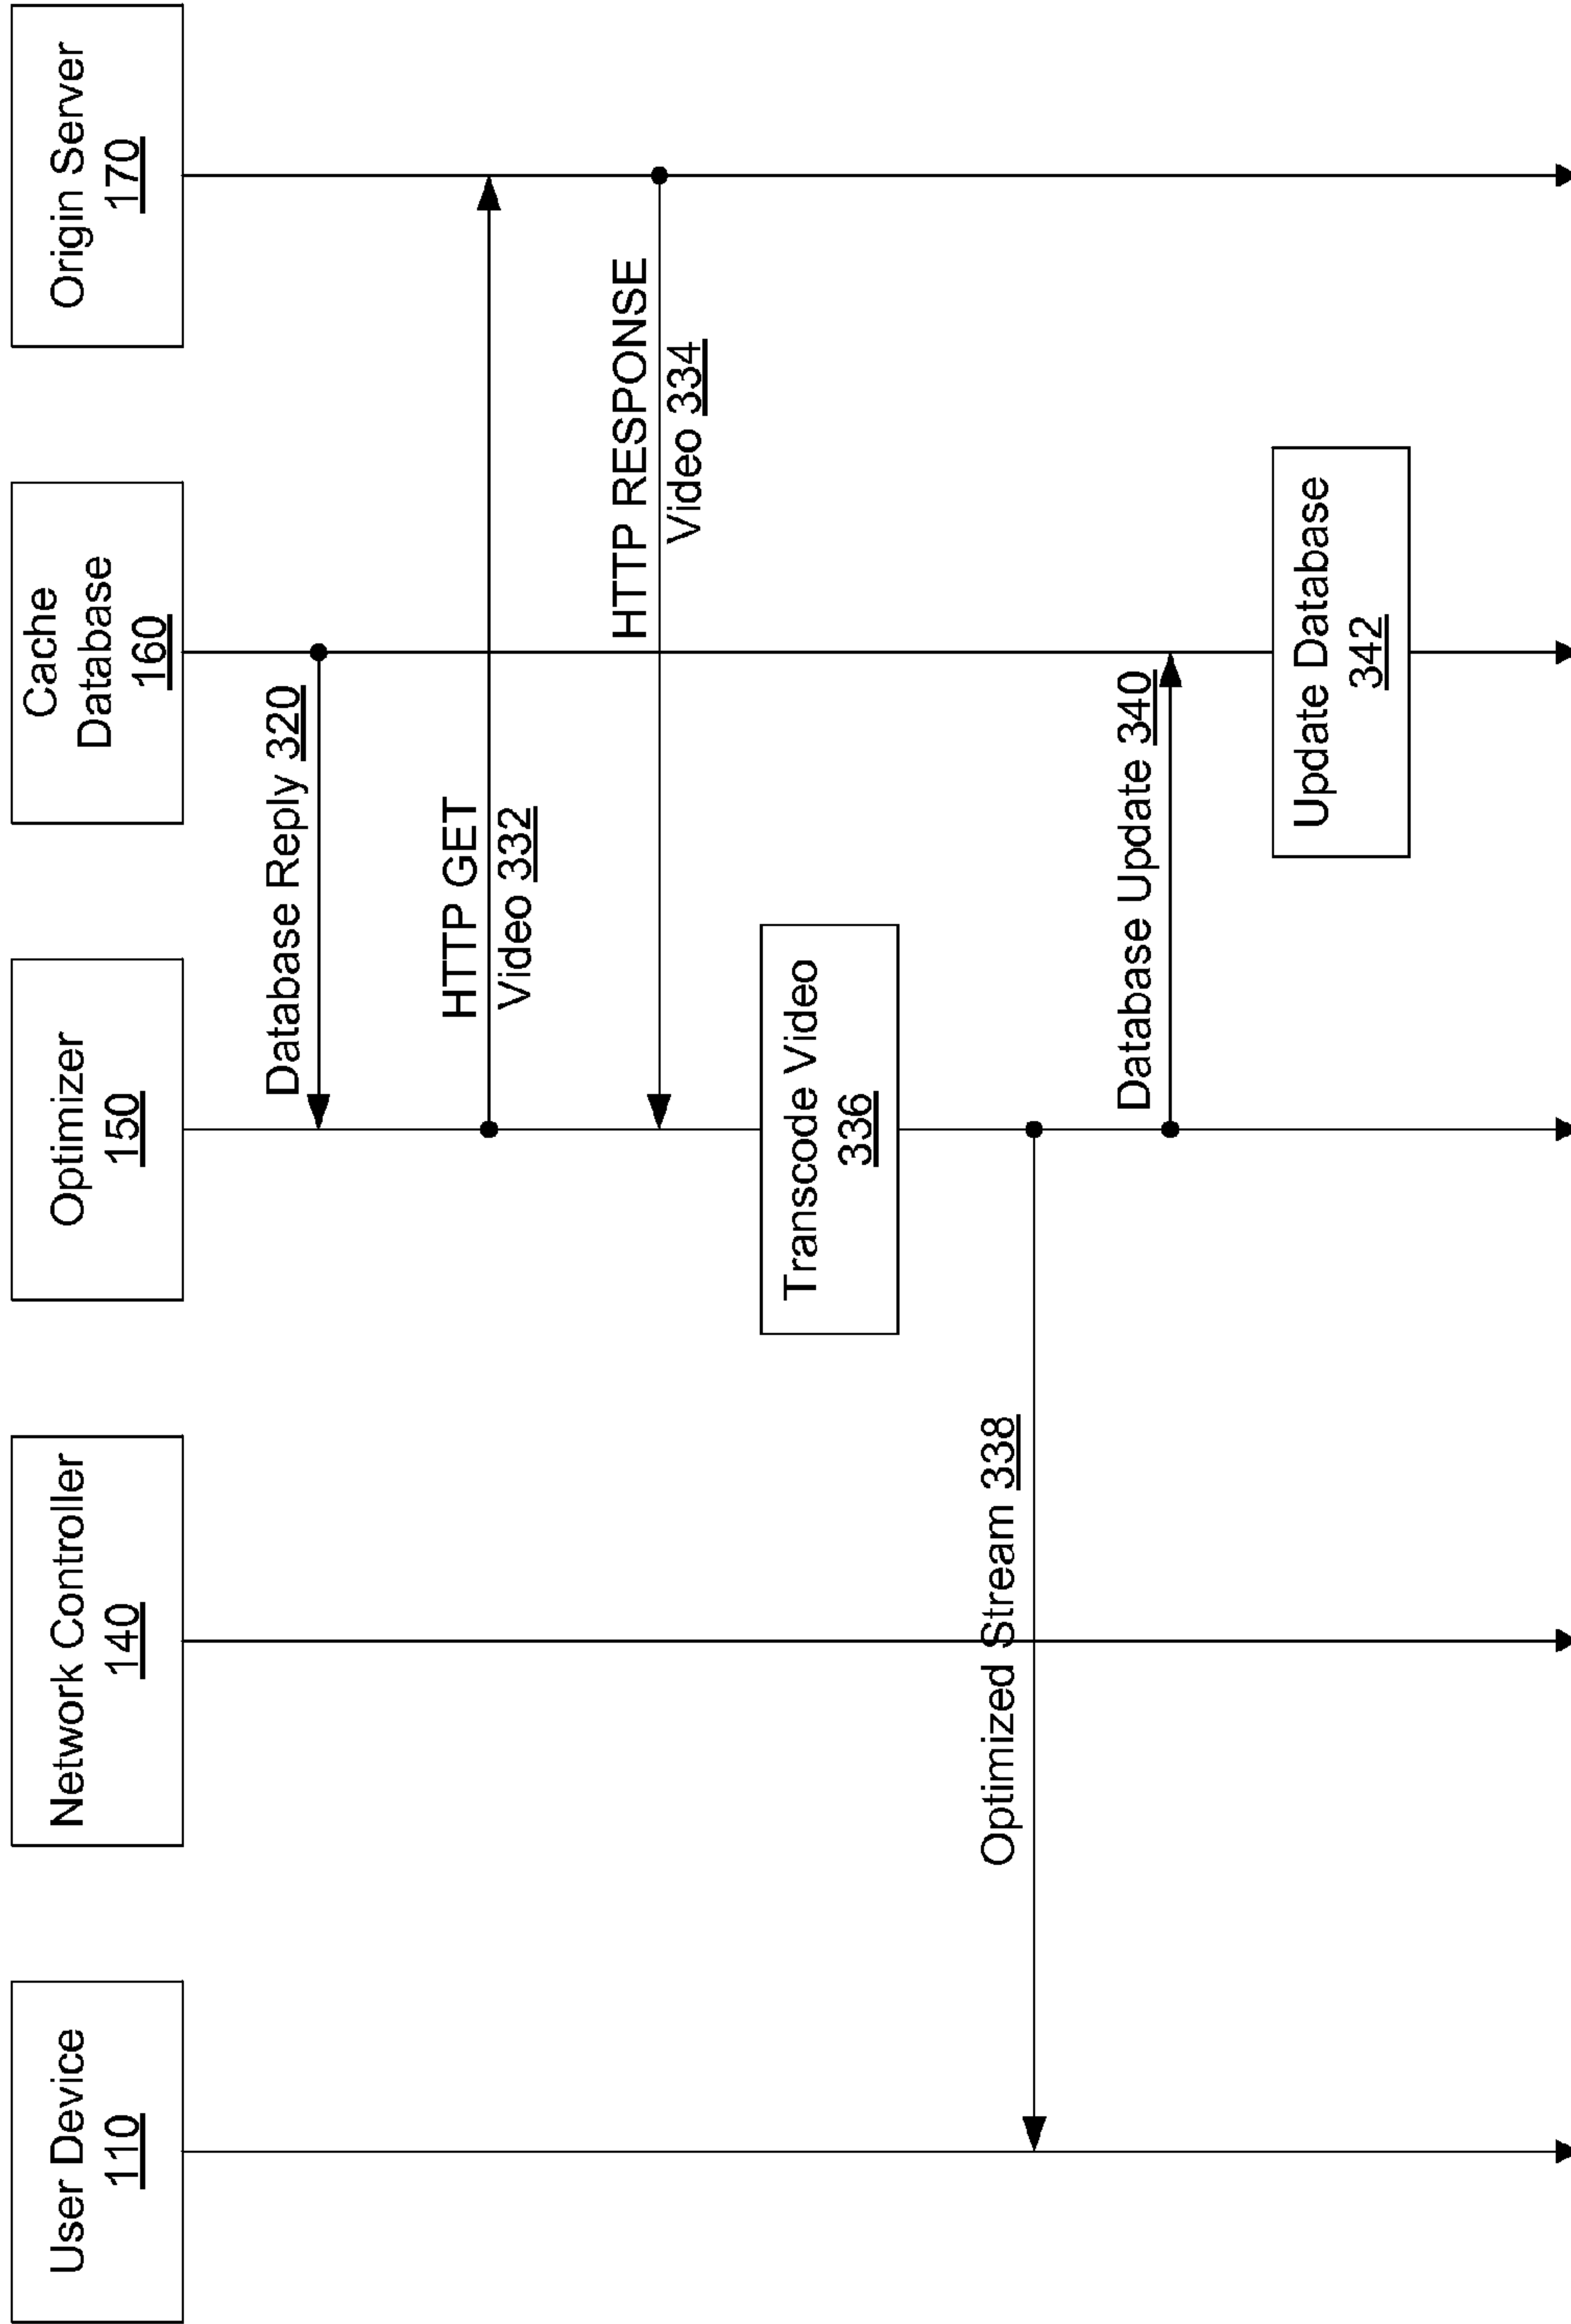 User Device
110
Network Controller
140
Optimizer
150
Cache
Database
160
Origin Server
170
Database Reply 320
HTTP GET
Video 332
HTTP RESPONSE
Video 334
Transcode Video
336
Optimized Stream 338
Database Update 340
Update Database
342